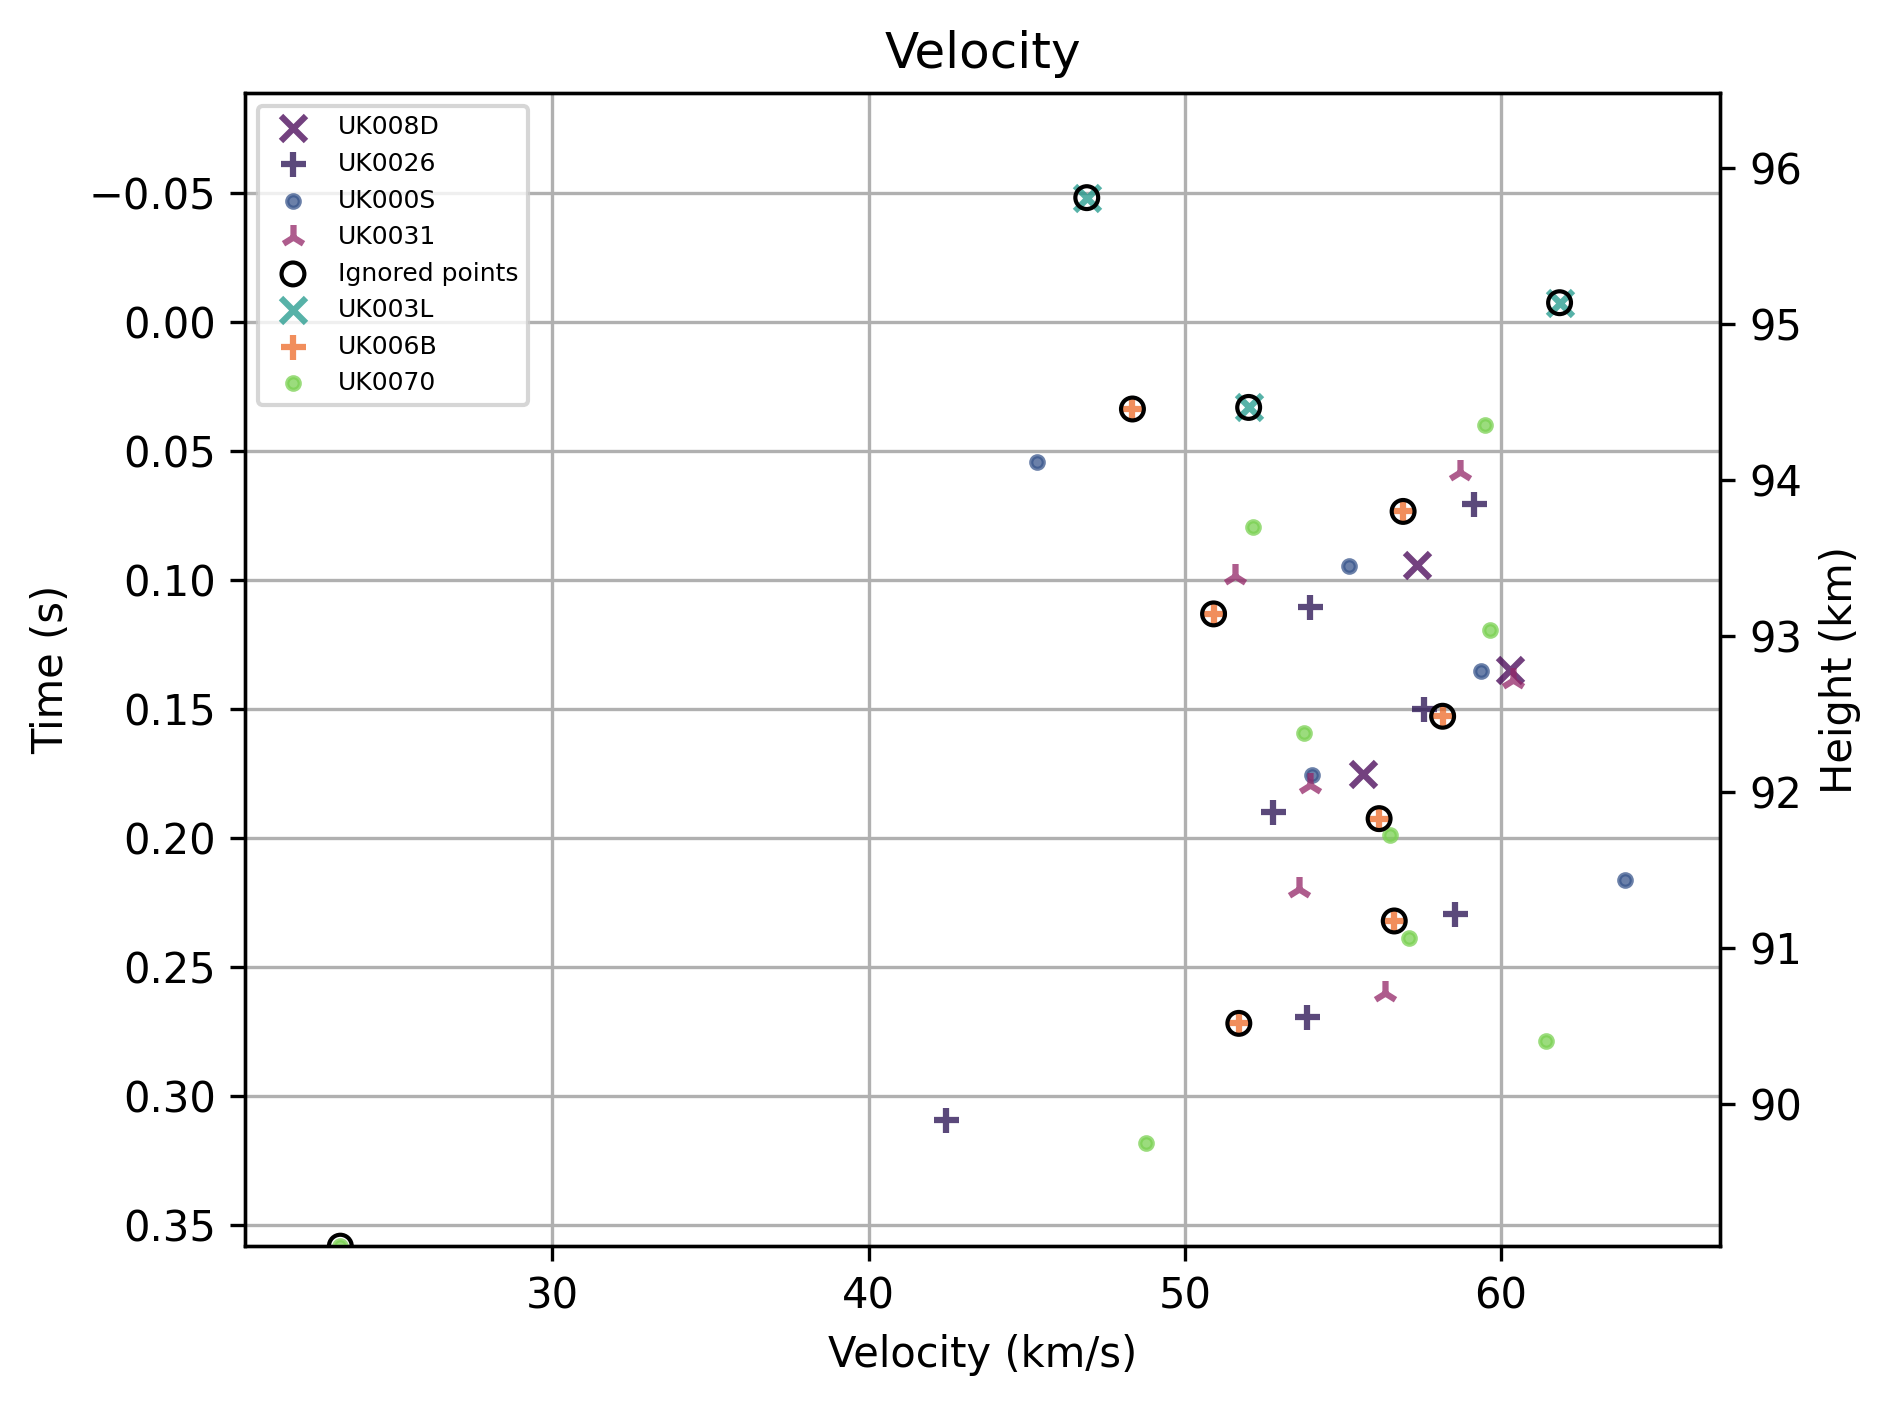 Velocity
UK008D
UK0026
UK000S
UK0031
Ignored points
UK003L
UK006B
UK0070
−0.05
0.00
0.05
0.10
0.15
0.20
0.25
0.30
0.35
Time (s)
96
95
94
93
92
91
90
Height (km)
30 40 50 60
Velocity (km/s)